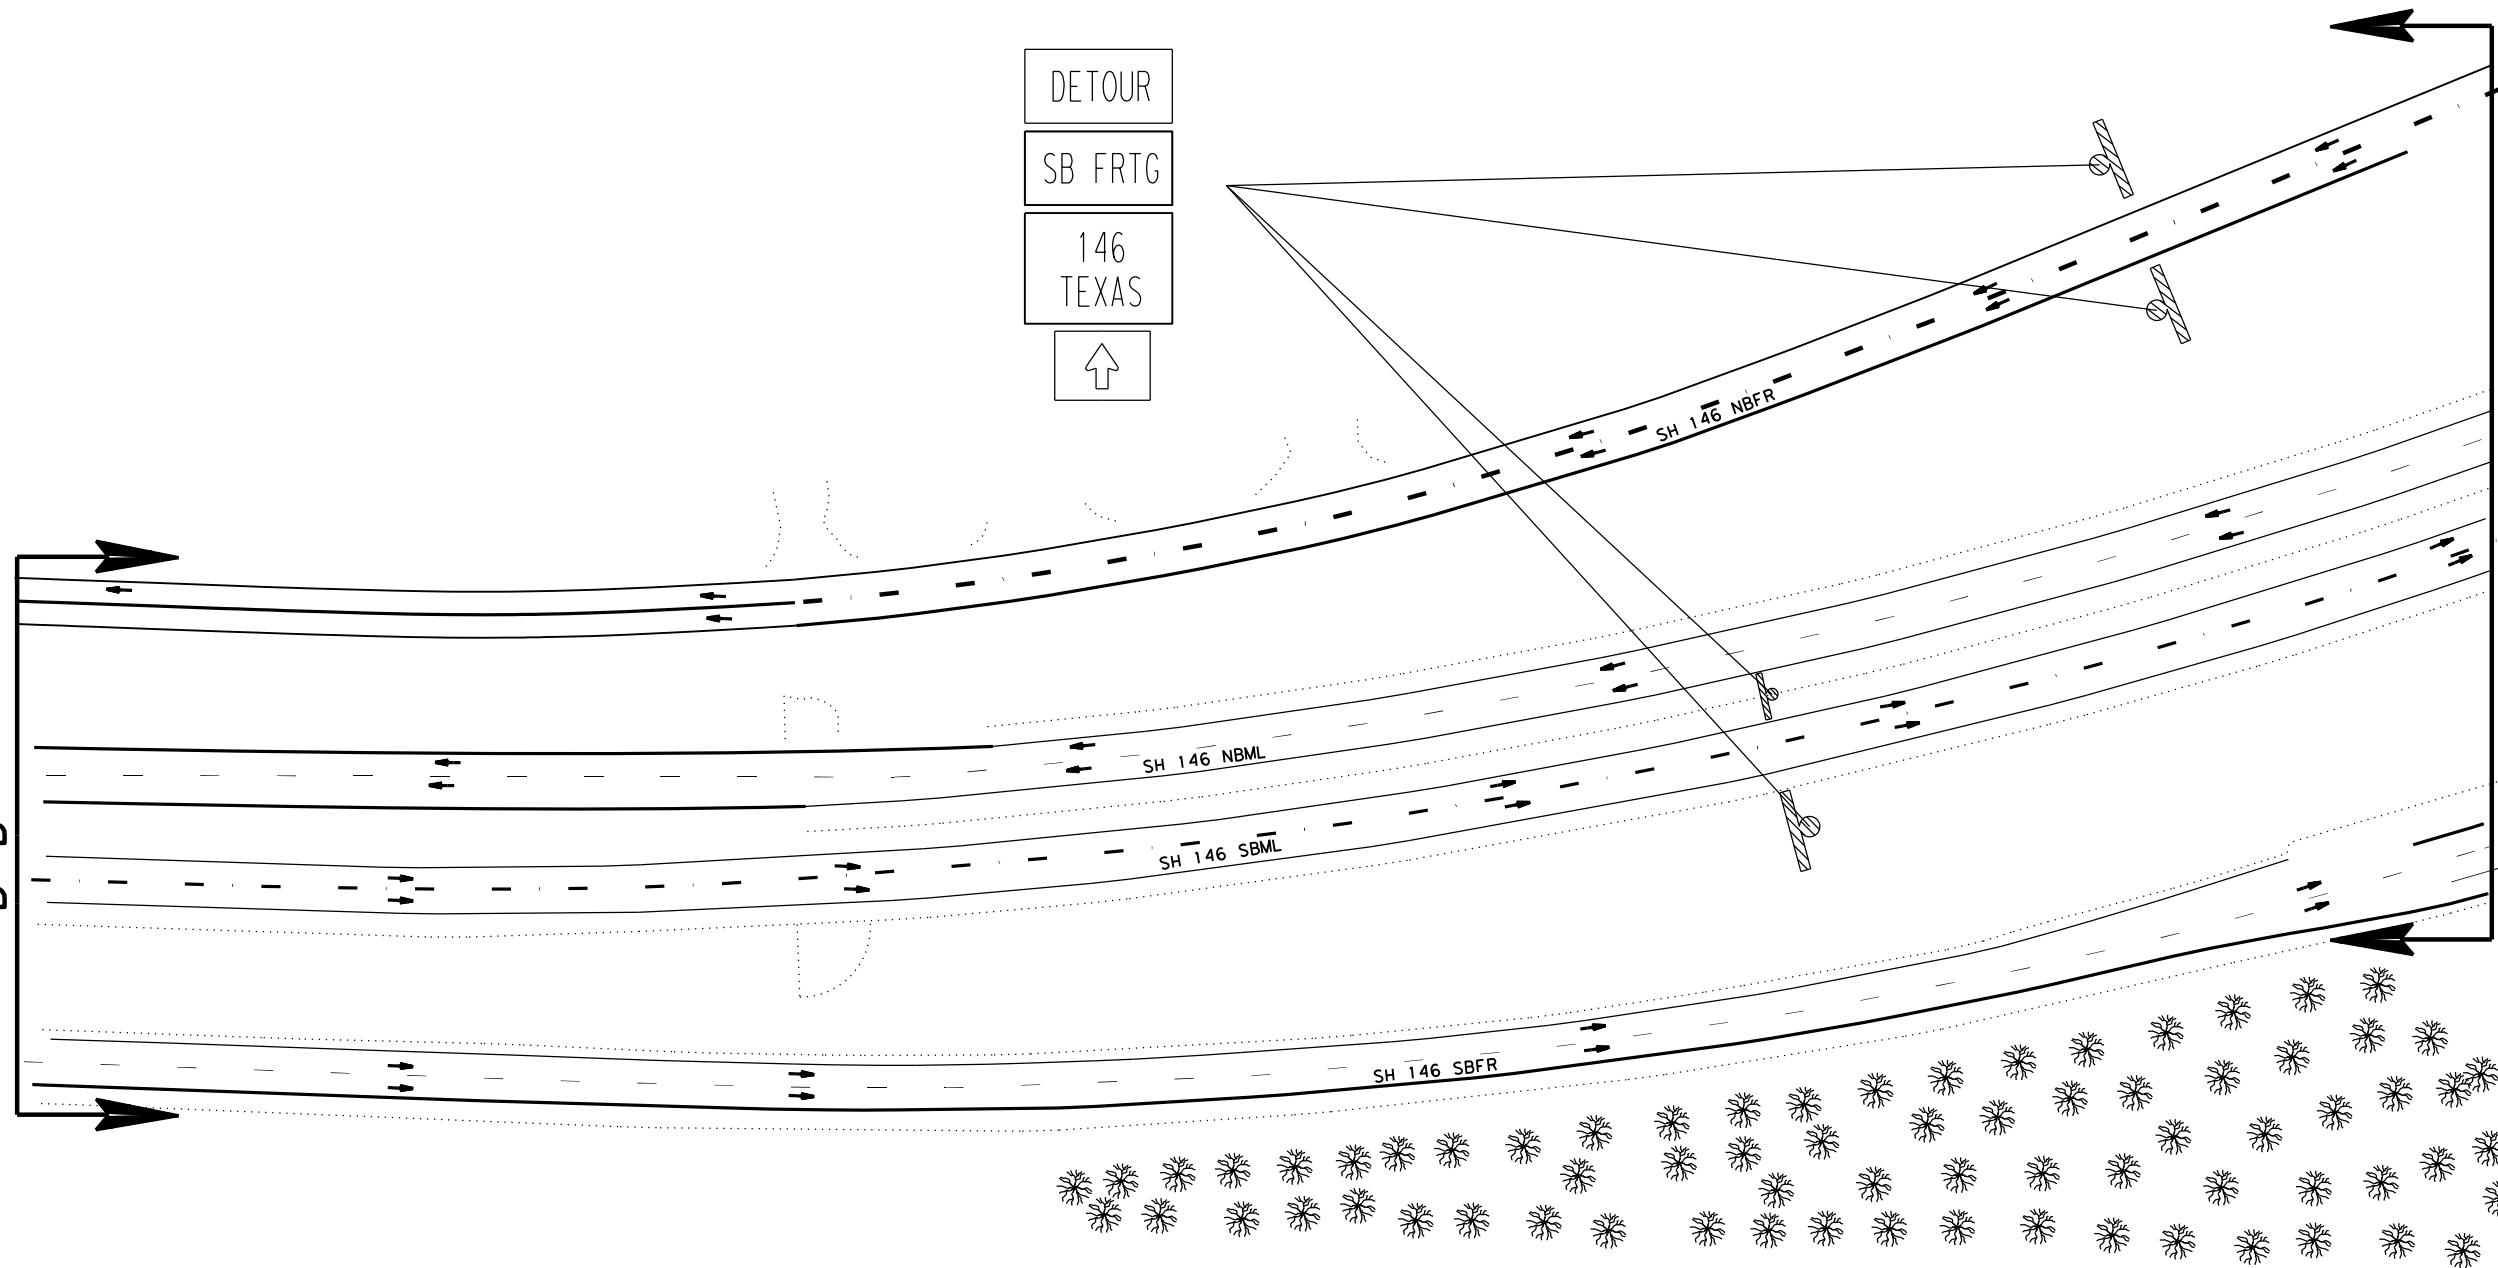 DETOUR
SB FRTG
146
TEXAS
SH 146 NBFR
SH 146 NBML
SH 146 SBML
SH 146 SBFR